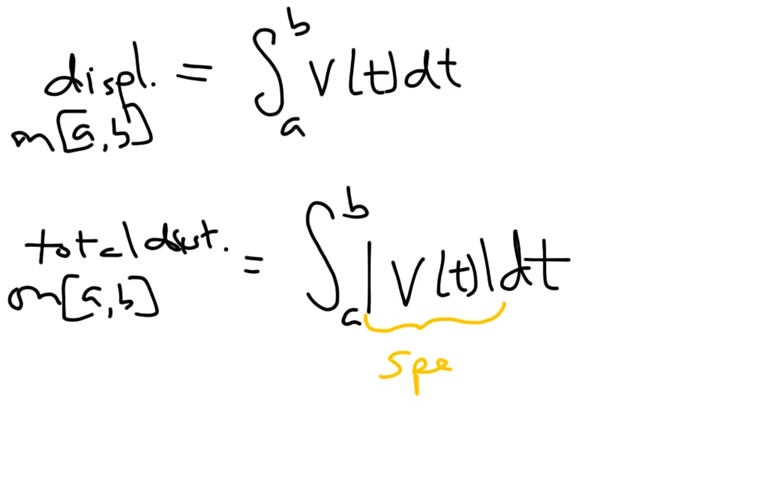 displ. = ∫_a^b v(t)dt
on [a,b]
total dist. = ∫_a^b |v(t)|dt
on [a,b]
spe